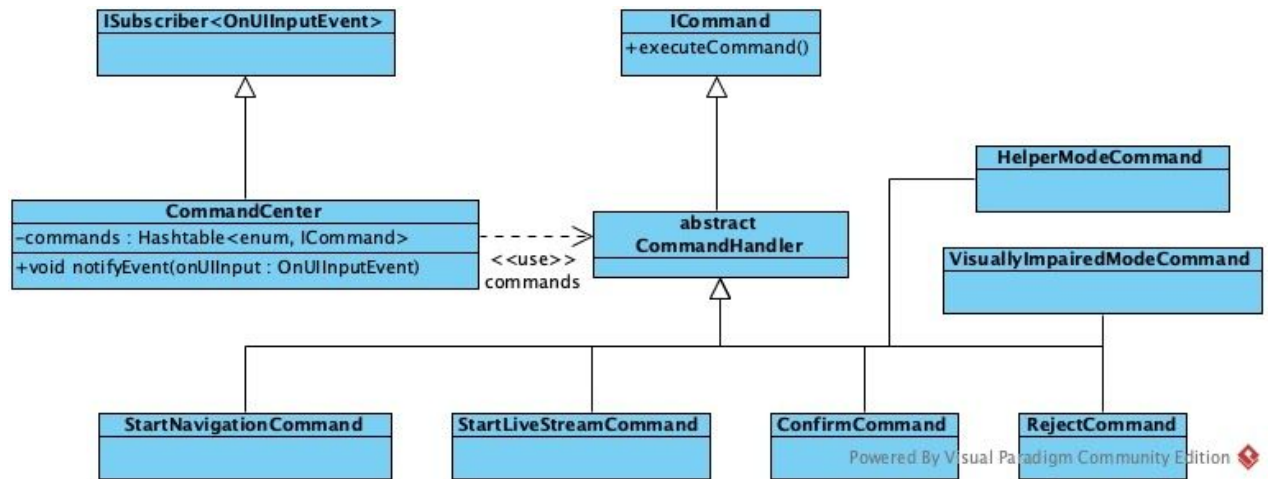 ISubscriber<OnUIInputEvent>
ICommand
+executeCommand()
HelperModeCommand
CommandCenter
-commands : Hashtable<enum, ICommand>
+void notifyEvent(onUIInput : OnUIInputEvent)
<<use>>
commands
abstract
CommandHandler
VisuallyImpairedModeCommand
StartNavigationCommand
StartLiveStreamCommand
ConfirmCommand
RejectCommand
Powered By Visual Paradigm Community Edition